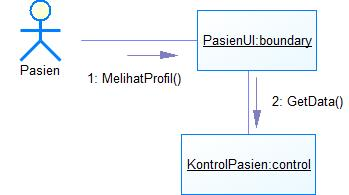 PasienUI:boundary
Pasien
1: MelihatProfil()
2: GetData()
KontrolPasien:control